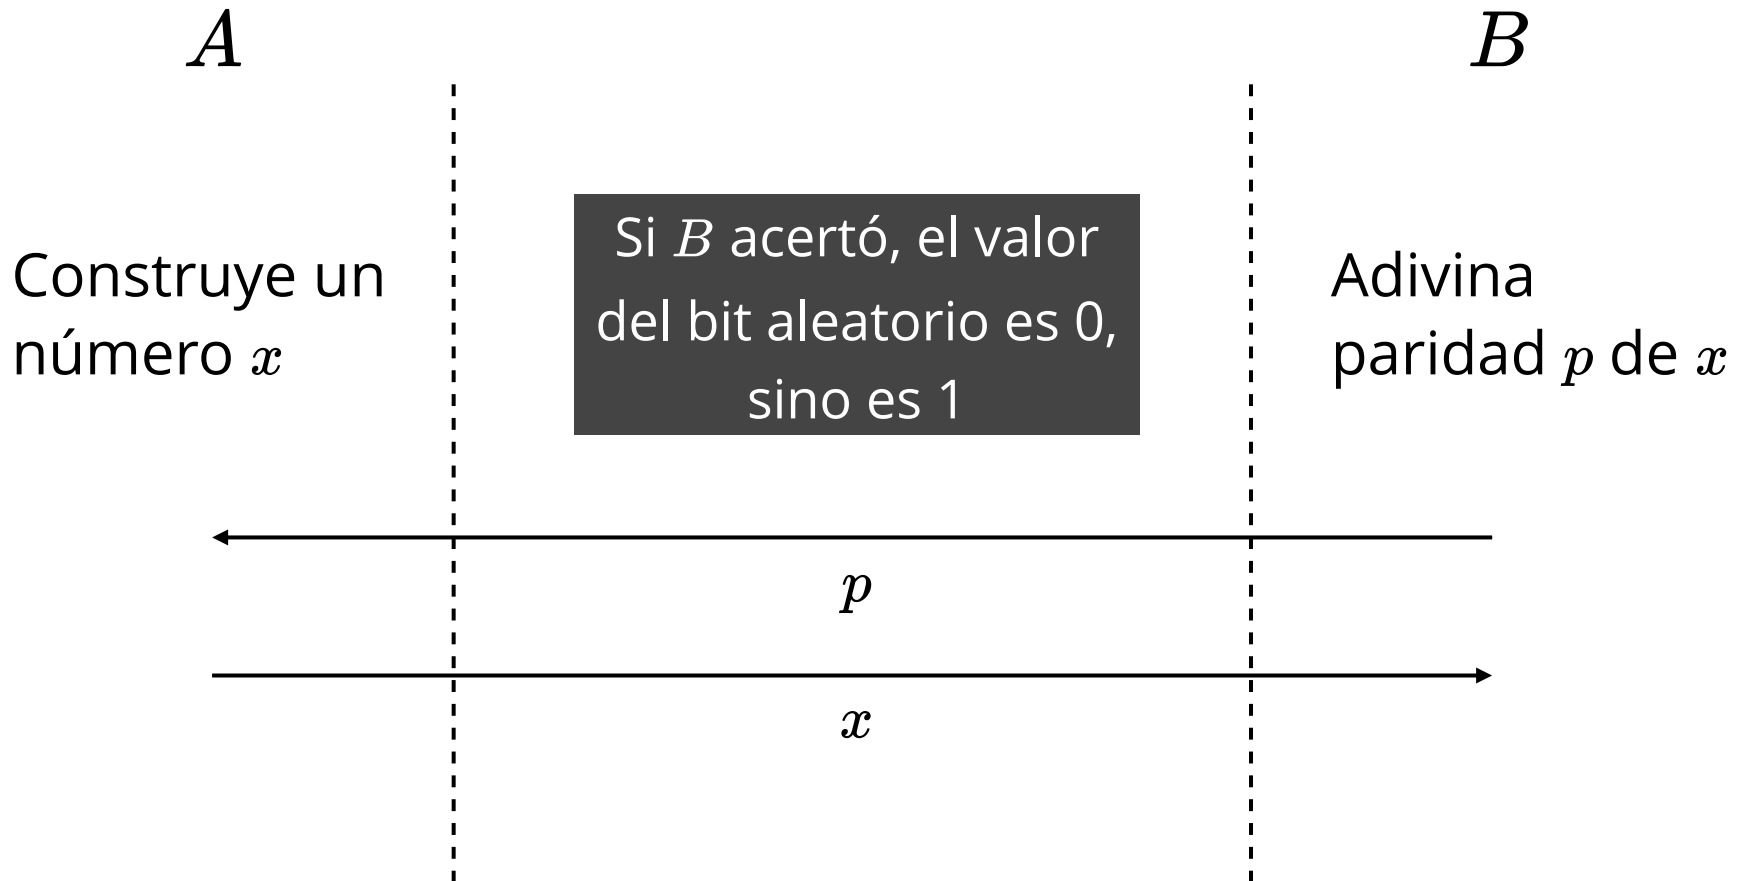 A
B
Construye un
número x
Si B acertó, el valor
del bit aleatorio es 0,
sino es 1
Adivina
paridad p de x
p
x